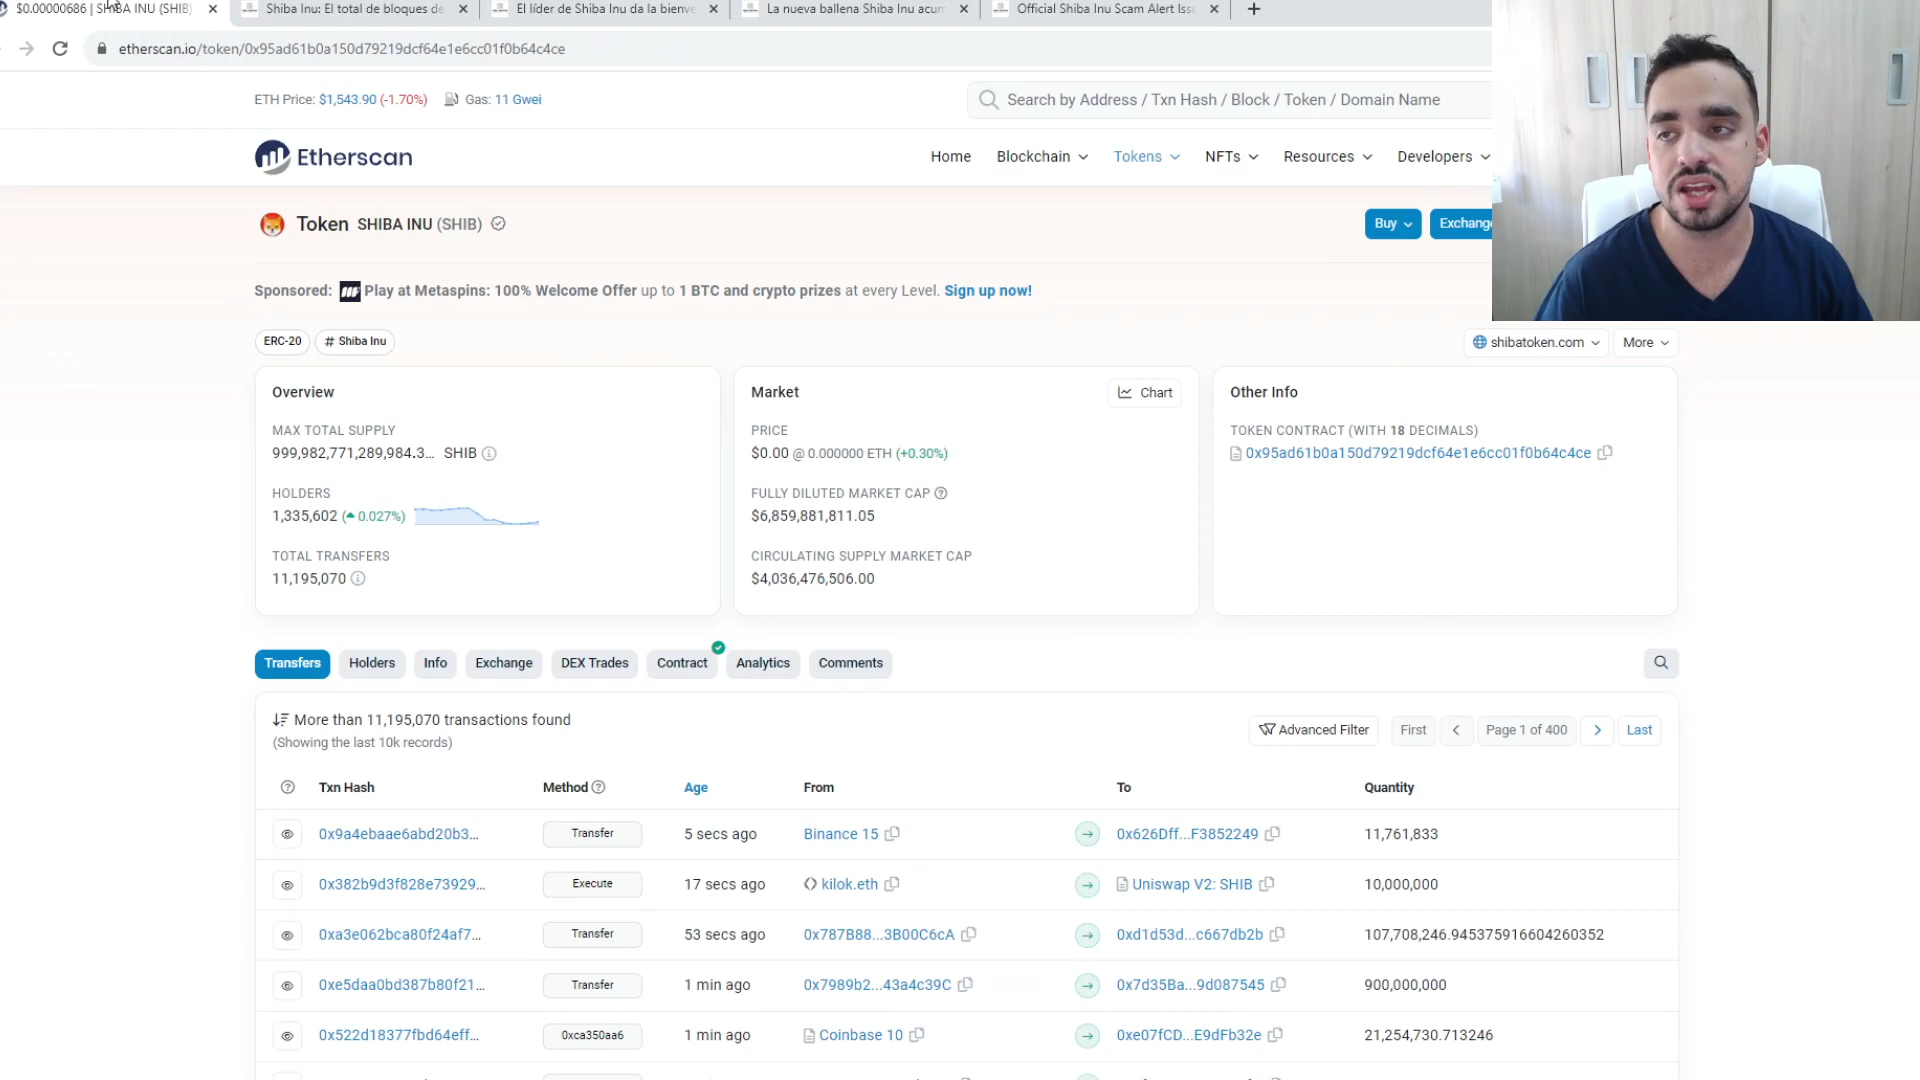 $0.00000686 | SHIBA INU (SHIB)
Shiba Inu: El total de bloques de
El líder de Shiba Inu da la bienve
La nueva ballena Shiba Inu acum
Official Shiba Inu Scam Alert Issu
etherscan.io/token/0x95ad61b0a150d79219dcf64e1e6cc01f0b64c4ce
ETH Price: $1,543.90 (-1.70%) Gas: 11 Gwei
Search by Address / Txn Hash / Block / Token / Domain Name
Etherscan
Home Blockchain Tokens NFTs Resources Developers
Token SHIBA INU (SHIB)
Buy Exchange
Sponsored: Play at Metaspins: 100% Welcome Offer up to 1 BTC and crypto prizes at every Level. Sign up now!
ERC-20 # Shiba Inu
shibatoken.com More
Overview
MAX TOTAL SUPPLY
999,982,771,289,984.3... SHIB
HOLDERS
1,335,602 (0.027%)
TOTAL TRANSFERS
11,195,070
Market
Chart
PRICE
$0.00 @ 0.000000 ETH (+0.30%)
FULLY DILUTED MARKET CAP
$6,859,881,811.05
CIRCULATING SUPPLY MARKET CAP
$4,036,476,506.00
Other Info
TOKEN CONTRACT (WITH 18 DECIMALS)
0x95ad61b0a150d79219dcf64e1e6cc01f0b64c4ce
Transfers Holders Info Exchange DEX Trades Contract Analytics Comments
More than 11,195,070 transactions found
(Showing the last 10k records)
Advanced Filter First Page 1 of 400 Last
Txn Hash Method Age From To Quantity
0x9a4ebaae6abd20b3... Transfer 5 secs ago Binance 15 0x626Dff...F3852249 11,761,833
0x382b9d3f828e73929... Execute 17 secs ago kilok.eth Uniswap V2: SHIB 10,000,000
0xa3e062bca80f24af7... Transfer 53 secs ago 0x787B88...3B00C6cA 0xd1d53d...c667db2b 107,708,246.945375916604260352
0xe5daa0bd387b80f21... Transfer 1 min ago 0x7989b2...43a4c39C 0x7d35Ba...9d087545 900,000,000
0x522d18377fbd64eff... 0xca350aa6 1 min ago Coinbase 10 0xe07fCD...E9dFb32e 21,254,730.713246